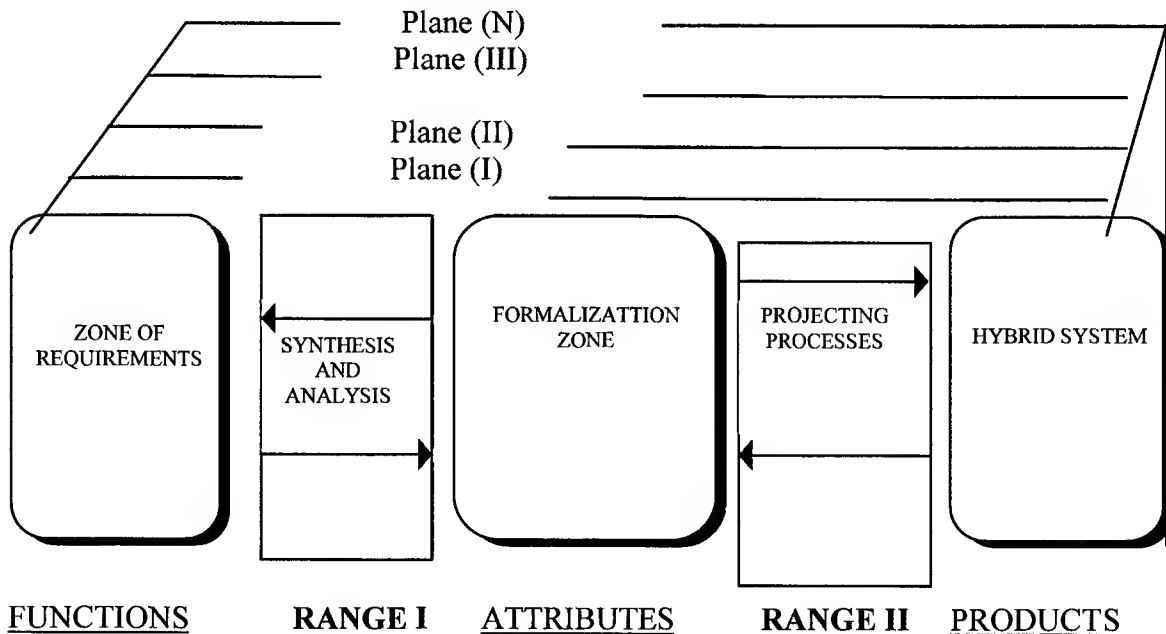 Plane (N)
Plane (III)
Plane (II)
Plane (I)
ZONE OF
REQUIREMENTS
SYNTHESIS
AND
ANALYSIS
FORMALIZATTION
ZONE
PROJECTING
PROCESSES
HYBRID SYSTEM
FUNCTIONS RANGE I ATTRIBUTES RANGE II PRODUCTS